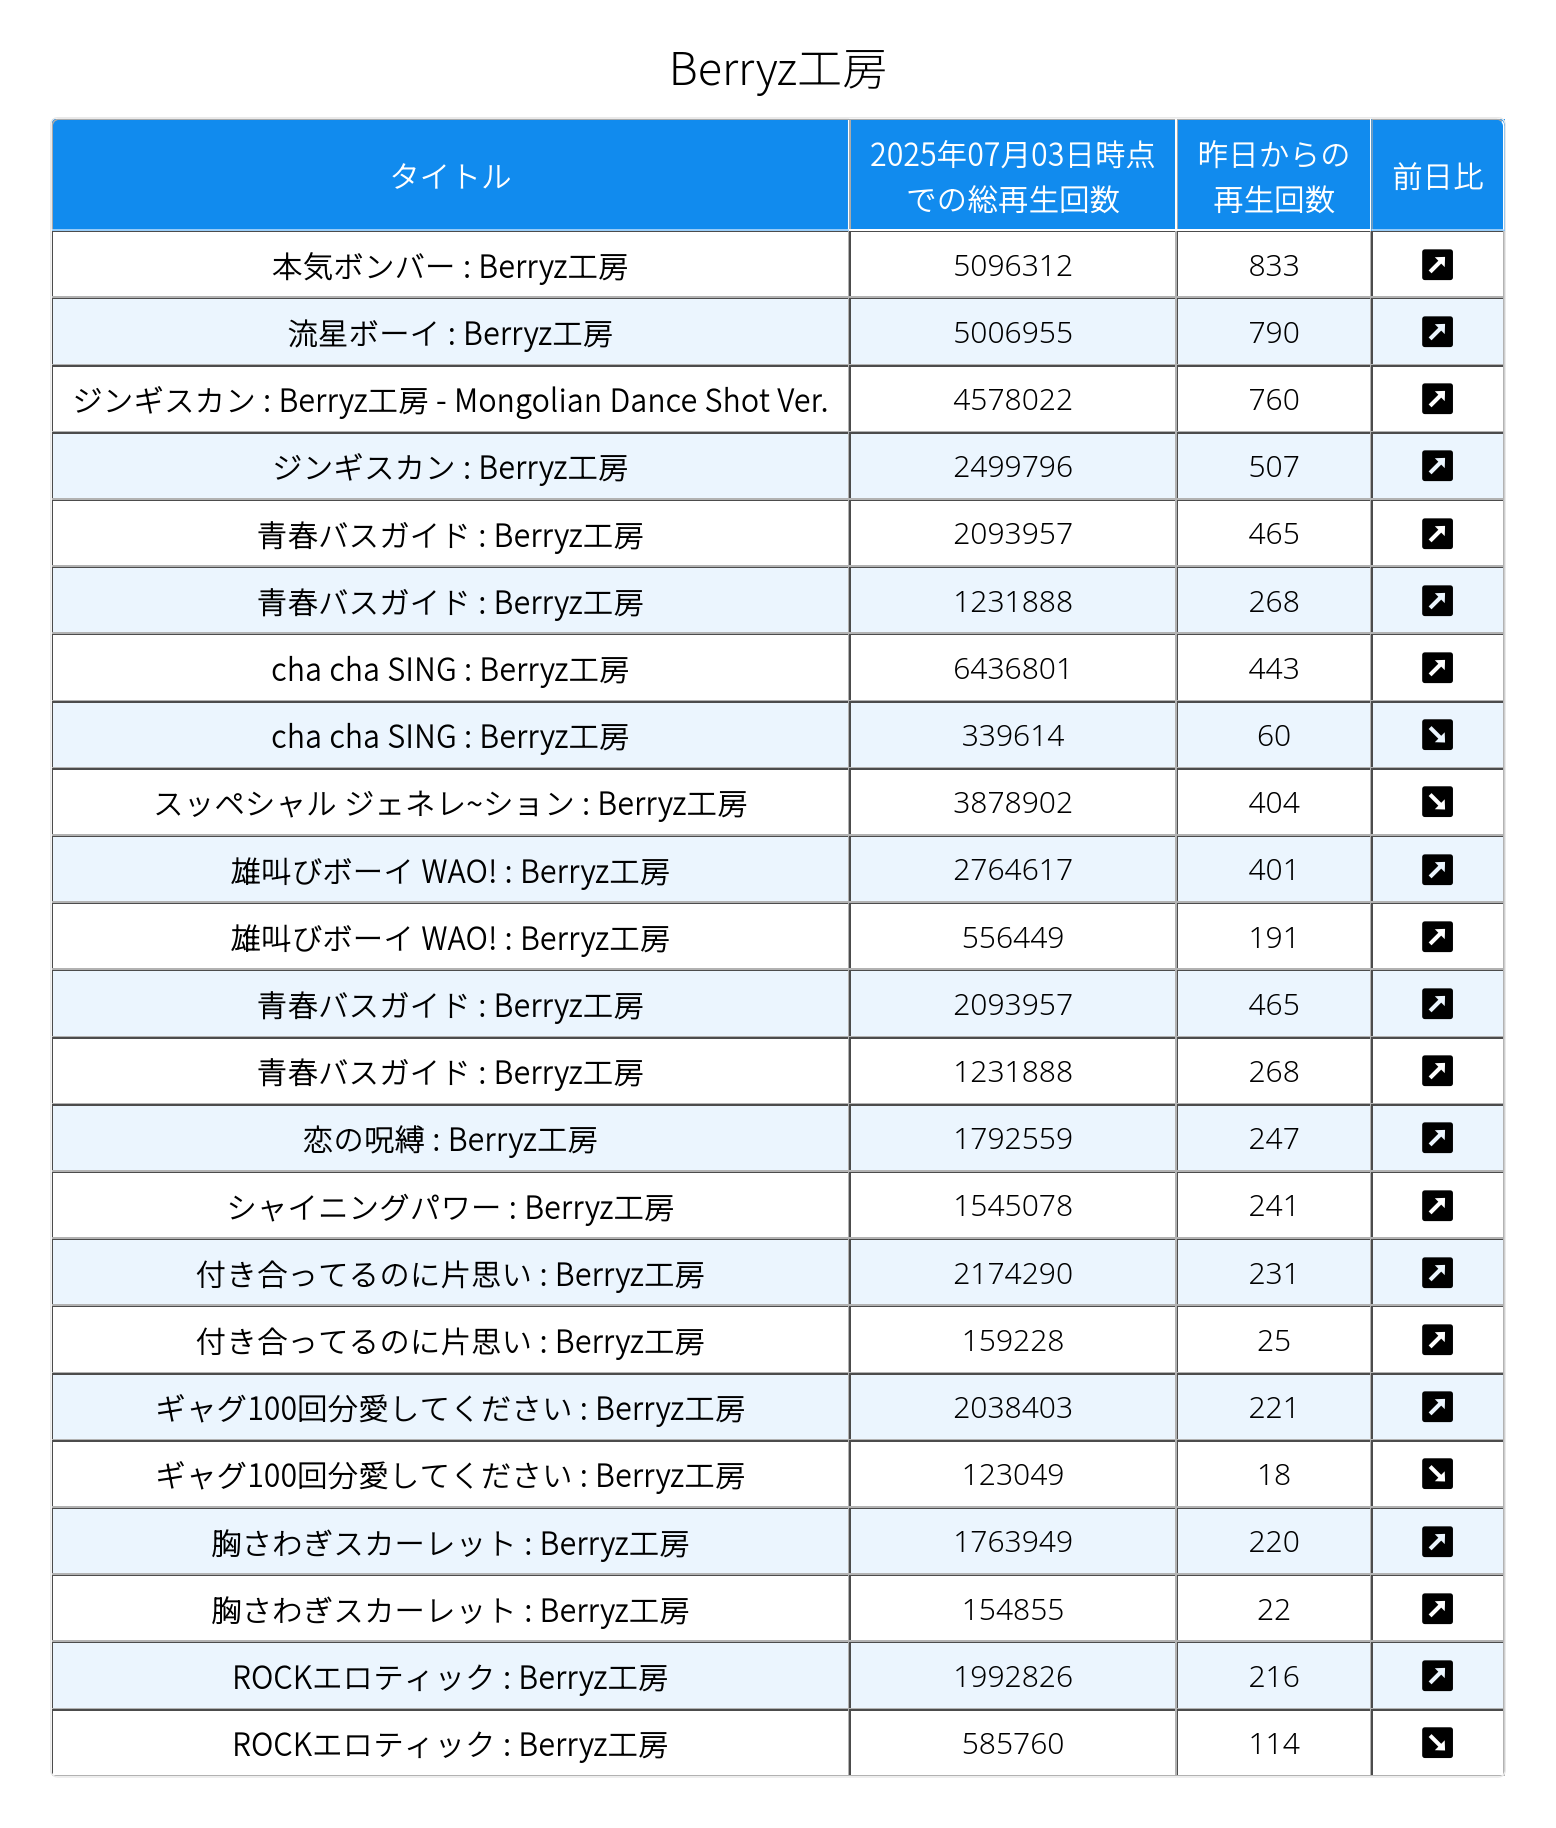 Berryz工房
タイトル 2025年07月03日時点での総再生回数 昨日からの再生回数 前日比
本気ボンバー : Berryz工房 5096312 833 ↗
流星ボーイ : Berryz工房 5006955 790 ↗
ジンギスカン : Berryz工房 - Mongolian Dance Shot Ver. 4578022 760 ↗
ジンギスカン : Berryz工房 2499796 507 ↗
青春バスガイド : Berryz工房 2093957 465 ↗
青春バスガイド : Berryz工房 1231888 268 ↗
cha cha SING : Berryz工房 6436801 443 ↗
cha cha SING : Berryz工房 339614 60 ↘
スッペシャル ジェネレ~ション : Berryz工房 3878902 404 ↘
雄叫びボーイ WAO! : Berryz工房 2764617 401 ↗
雄叫びボーイ WAO! : Berryz工房 556449 191 ↗
青春バスガイド : Berryz工房 2093957 465 ↗
青春バスガイド : Berryz工房 1231888 268 ↗
恋の呪縛 : Berryz工房 1792559 247 ↗
シャイニングパワー : Berryz工房 1545078 241 ↗
付き合ってるのに片思い : Berryz工房 2174290 231 ↗
付き合ってるのに片思い : Berryz工房 159228 25 ↗
ギャグ100回分愛してください : Berryz工房 2038403 221 ↗
ギャグ100回分愛してください : Berryz工房 123049 18 ↘
胸さわぎスカーレット : Berryz工房 1763949 220 ↗
胸さわぎスカーレット : Berryz工房 154855 22 ↗
ROCKエロティック : Berryz工房 1992826 216 ↗
ROCKエロティック : Berryz工房 585760 114 ↘